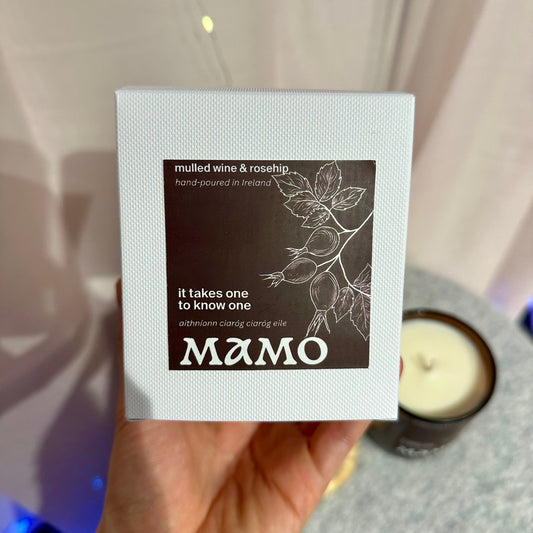 mulled wine & rosehip
hand-poured in Ireland
it takes one
to know one
aithníonn ciaróg ciaróg eile
MAMO